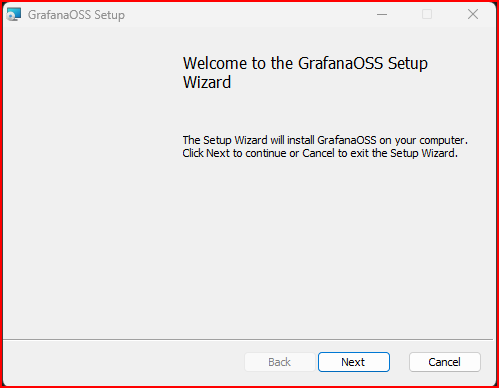 GrafanaOSS Setup
Welcome to the GrafanaOSS Setup
Wizard
The Setup Wizard will install GrafanaOSS on your computer.
Click Next to continue or Cancel to exit the Setup Wizard.
Back Next Cancel